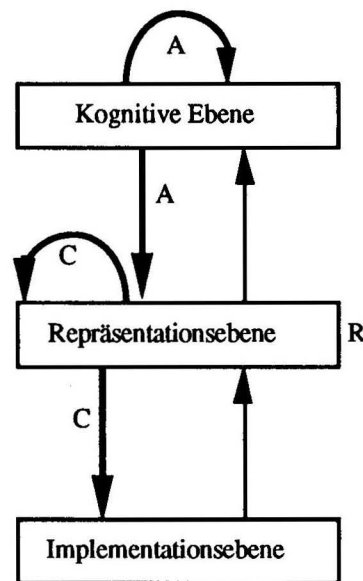 A
Kognitive Ebene
A
C
Repräsentationsebene
R
C
Implementationsebene